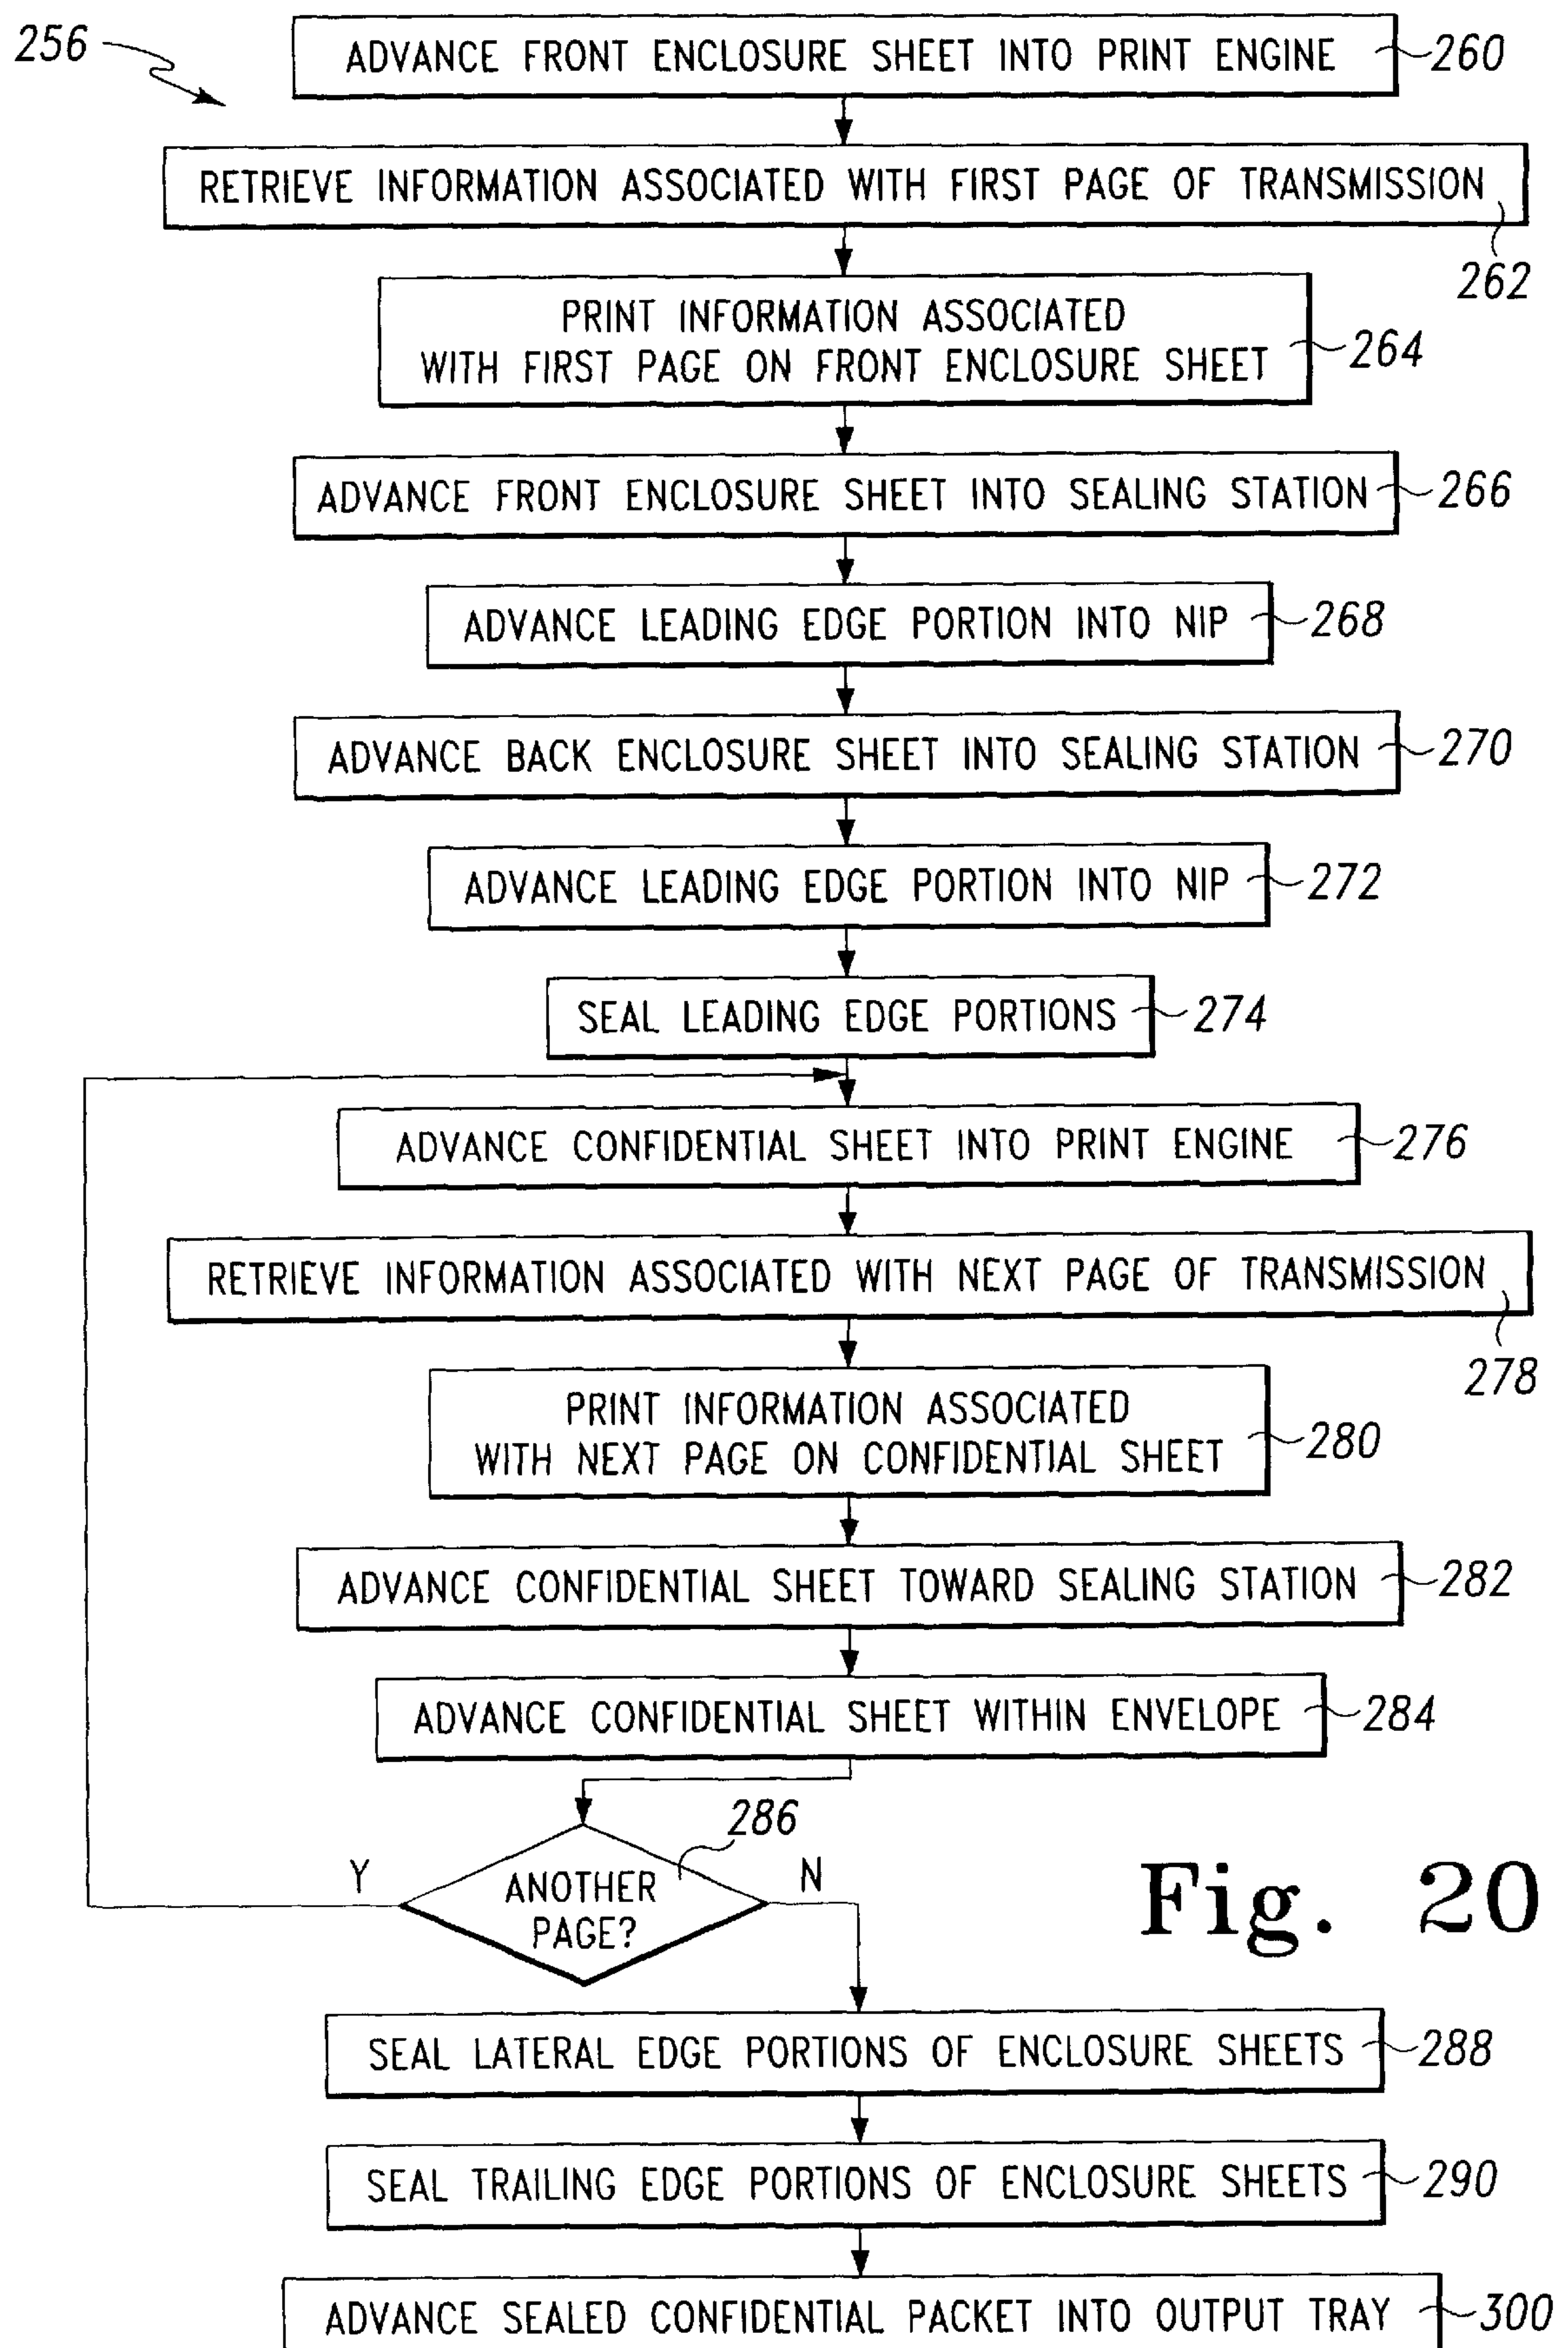 256
ADVANCE FRONT ENCLOSURE SHEET INTO PRINT ENGINE 260
RETRIEVE INFORMATION ASSOCIATED WITH FIRST PAGE OF TRANSMISSION
262
PRINT INFORMATION ASSOCIATED
WITH FIRST PAGE ON FRONT ENCLOSURE SHEET 264
ADVANCE FRONT ENCLOSURE SHEET INTO SEALING STATION 266
ADVANCE LEADING EDGE PORTION INTO NIP 268
ADVANCE BACK ENCLOSURE SHEET INTO SEALING STATION 270
ADVANCE LEADING EDGE PORTION INTO NIP 272
SEAL LEADING EDGE PORTIONS 274
ADVANCE CONFIDENTIAL SHEET INTO PRINT ENGINE 276
RETRIEVE INFORMATION ASSOCIATED WITH NEXT PAGE OF TRANSMISSION
278
PRINT INFORMATION ASSOCIATED
WITH NEXT PAGE ON CONFIDENTIAL SHEET 280
ADVANCE CONFIDENTIAL SHEET TOWARD SEALING STATION 282
ADVANCE CONFIDENTIAL SHEET WITHIN ENVELOPE 284
286
Y
ANOTHER
PAGE?
N
Fig. 20
SEAL LATERAL EDGE PORTIONS OF ENCLOSURE SHEETS 288
SEAL TRAILING EDGE PORTIONS OF ENCLOSURE SHEETS 290
ADVANCE SEALED CONFIDENTIAL PACKET INTO OUTPUT TRAY 300